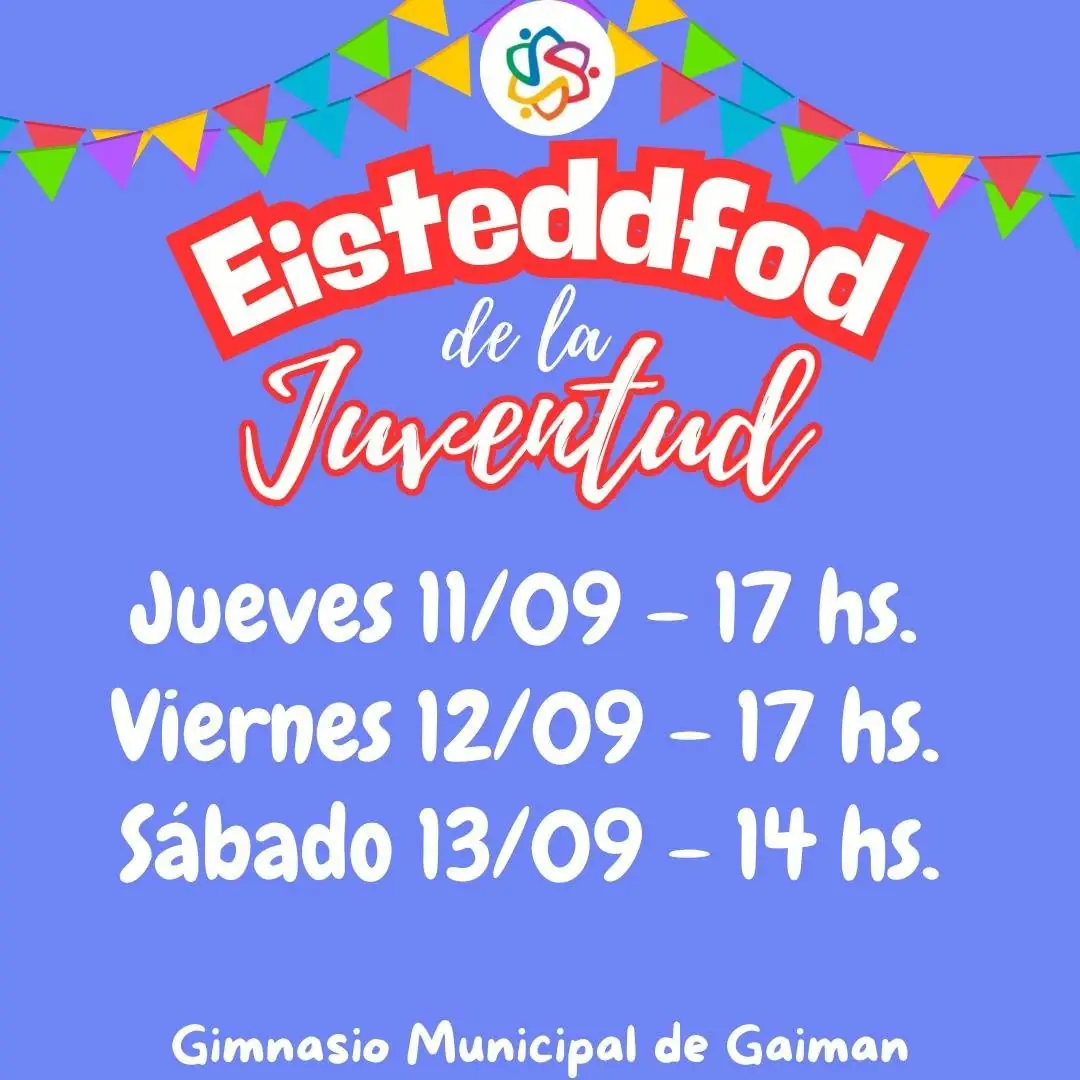 Eisteddfod
de la
Juventud
Jueves 11/09 - 17 hs.
Viernes 12/09 - 17 hs.
Sábado 13/09 - 14 hs.
Gimnasio Municipal de Gaiman